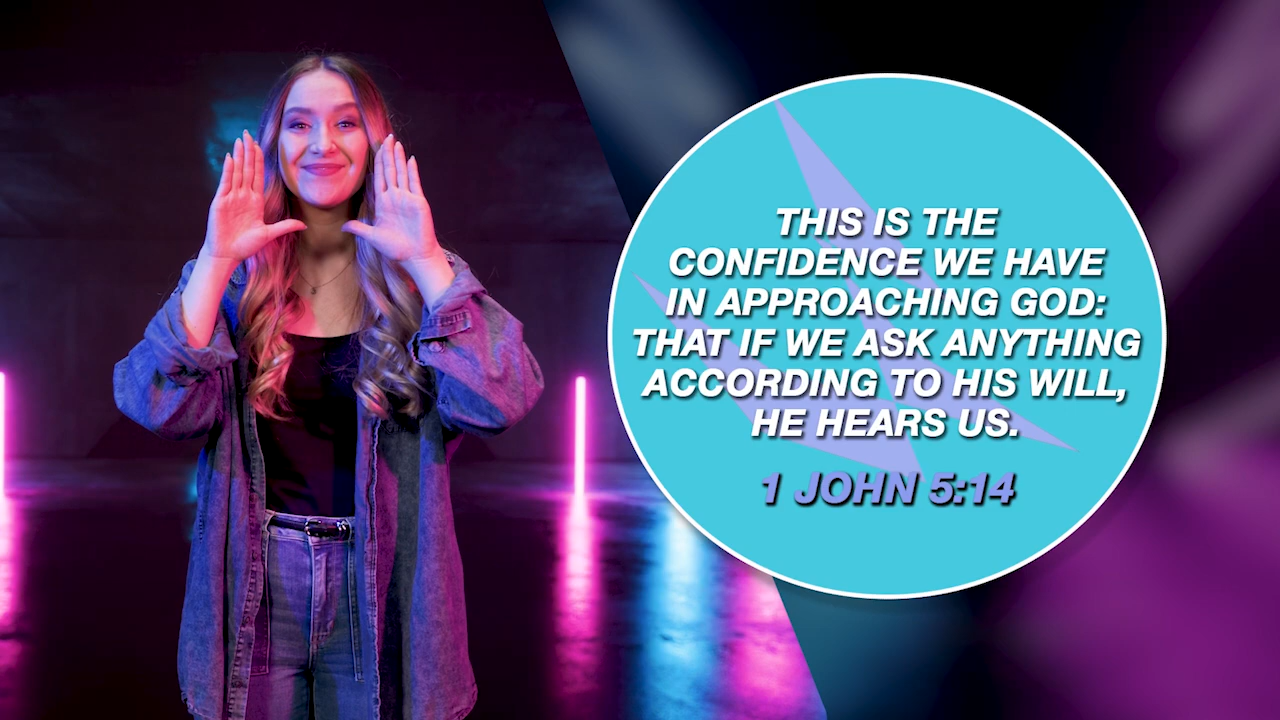 THIS IS THE
CONFIDENCE WE HAVE
IN APPROACHING GOD:
THAT IF WE ASK ANYTHING
ACCORDING TO HIS WILL,
HE HEARS US.
1 JOHN 5:14